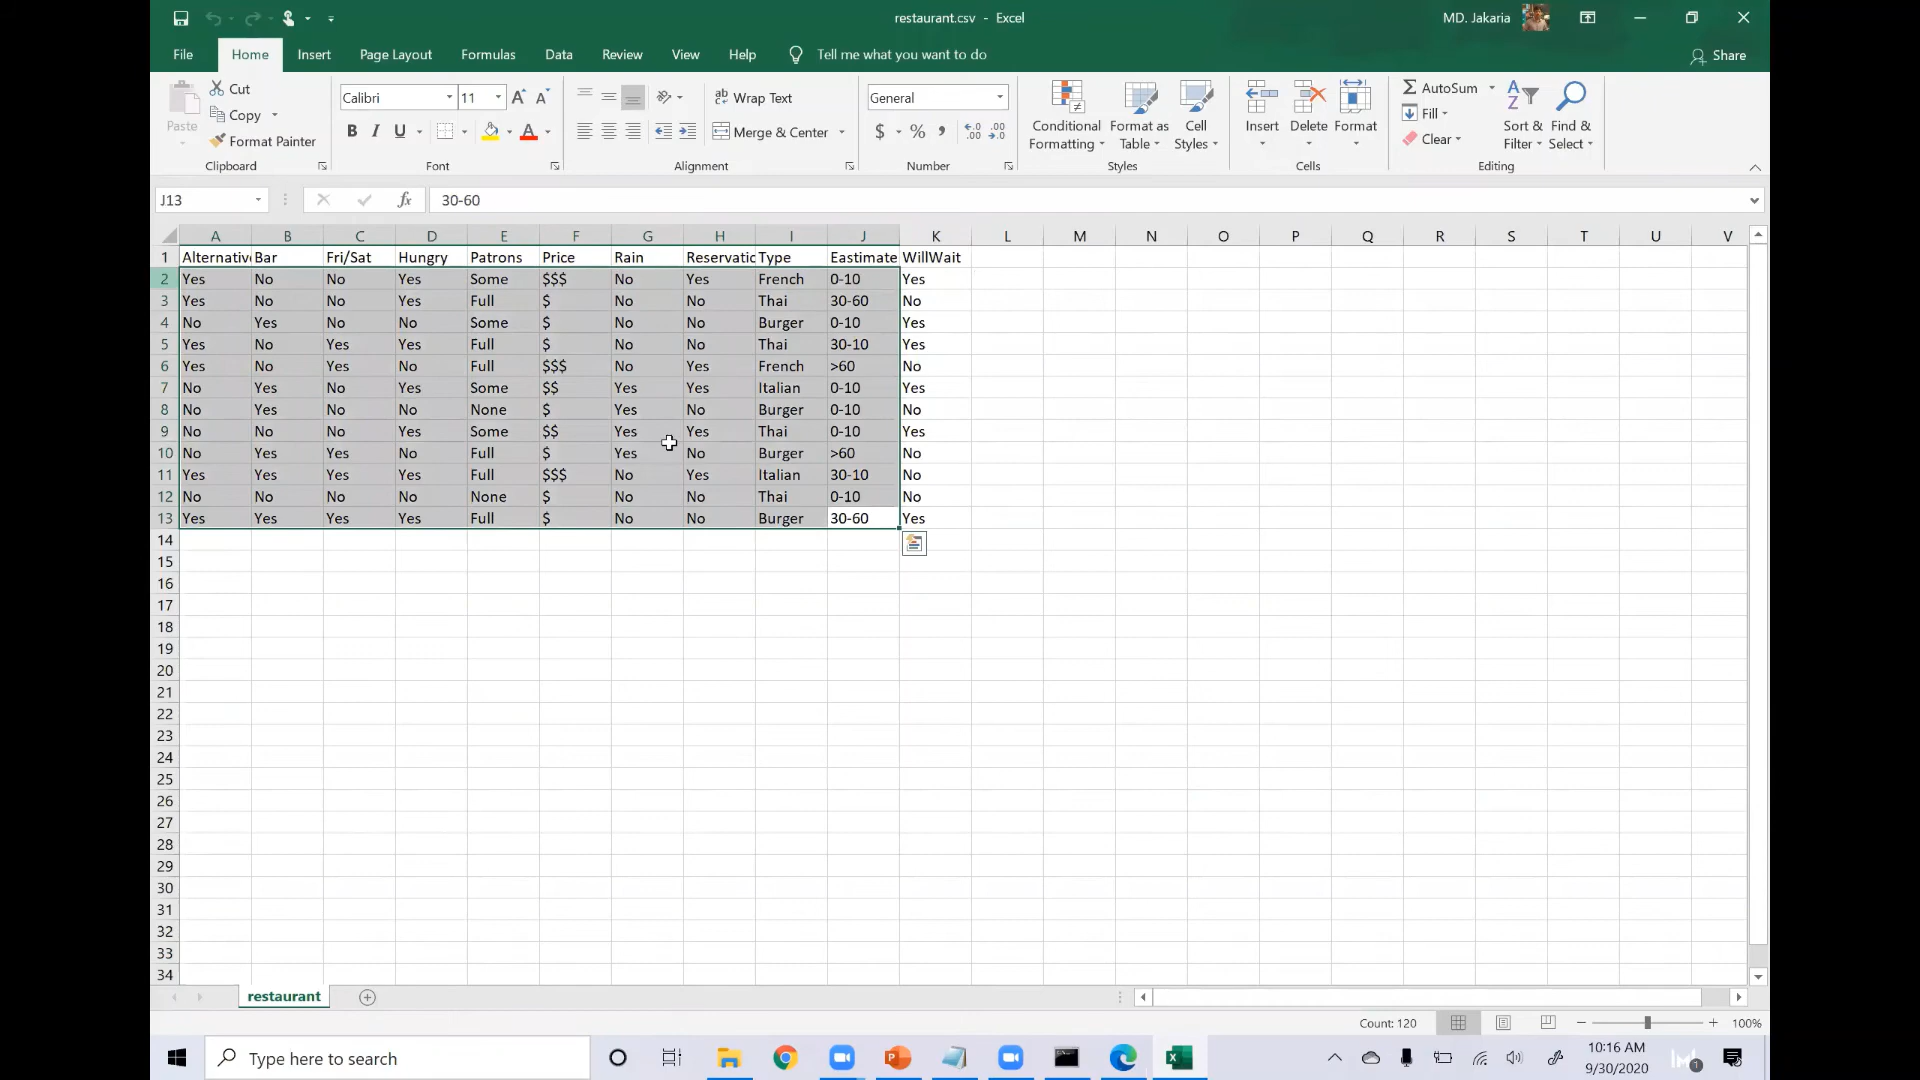 restaurant.csv - Excel
MD. Jakaria
File Home Insert Page Layout Formulas Data Review View Help Tell me what you want to do Share
Paste Cut Copy Format Painter Clipboard
Calibri 11 B I U A Font
ab Wrap Text Merge & Center Alignment
General $ % , Number
Conditional Formatting Format as Table Cell Styles Styles
Insert Delete Format Cells
AutoSum Fill Clear Sort & Filter Find & Select Editing
J13 fx 30-60
A B C D E F G H I J K L M N O P Q R S T U V
1 Alternativ Bar Fri/Sat Hungry Patrons Price Rain Reservatic Type Eastimate WillWait
2 Yes No No Yes Some $$$ No Yes French 0-10 Yes
3 Yes No No Yes Full $ No No Thai 30-60 No
4 No Yes No No Some $ No No Burger 0-10 Yes
5 Yes No Yes Yes Full $ No No Thai 30-10 Yes
6 Yes No Yes No Full $$$ No Yes French >60 No
7 No Yes No Yes Some $$ Yes Yes Italian 0-10 Yes
8 No Yes No No None $ Yes No Burger 0-10 No
9 No No No Yes Some $$ Yes Yes Thai 0-10 Yes
10 No Yes Yes No Full $ Yes No Burger >60 No
11 Yes Yes Yes Yes Full $$$ No Yes Italian 30-10 No
12 No No No No None $ No No Thai 0-10 No
13 Yes Yes Yes Yes Full $ No No Burger 30-60 Yes
14
15
16
17
18
19
20
21
22
23
24
25
26
27
28
29
30
31
32
33
34
restaurant
Count: 120 100%
Type here to search
10:16 AM
9/30/2020
1